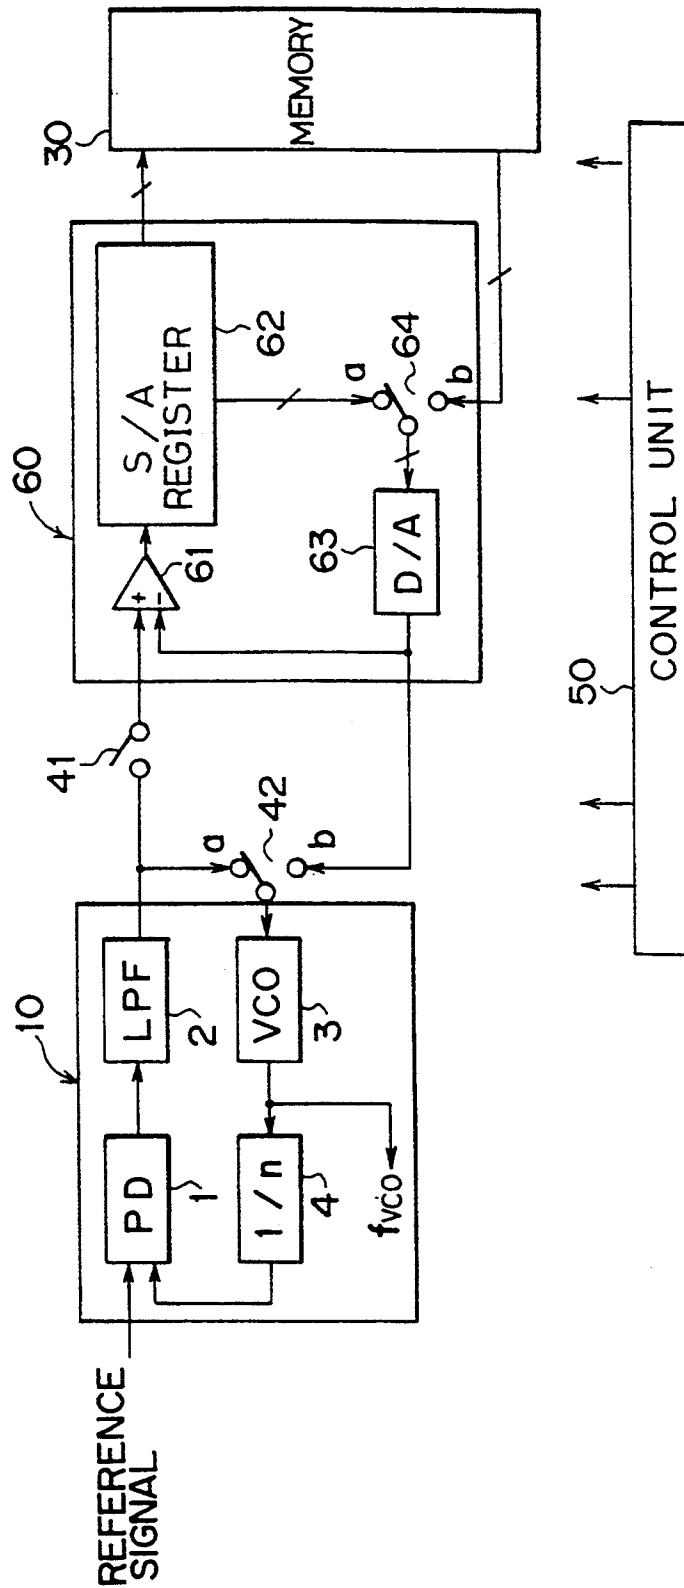 REFERENCE
SIGNAL
10
PD
1
LPF
2
1/n
4
VCO
3
fVCO
41
a
42
b
60
+
-
61
S/A
REGISTER
62
D/A
63
a
64
b
30
MEMORY
50
CONTROL UNIT